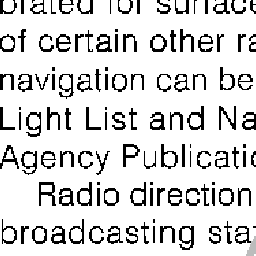 brated for surface
of certain other ra
navigation can be
Light List and Na
Agency Publicatio
Radio direction
broadcasting stat